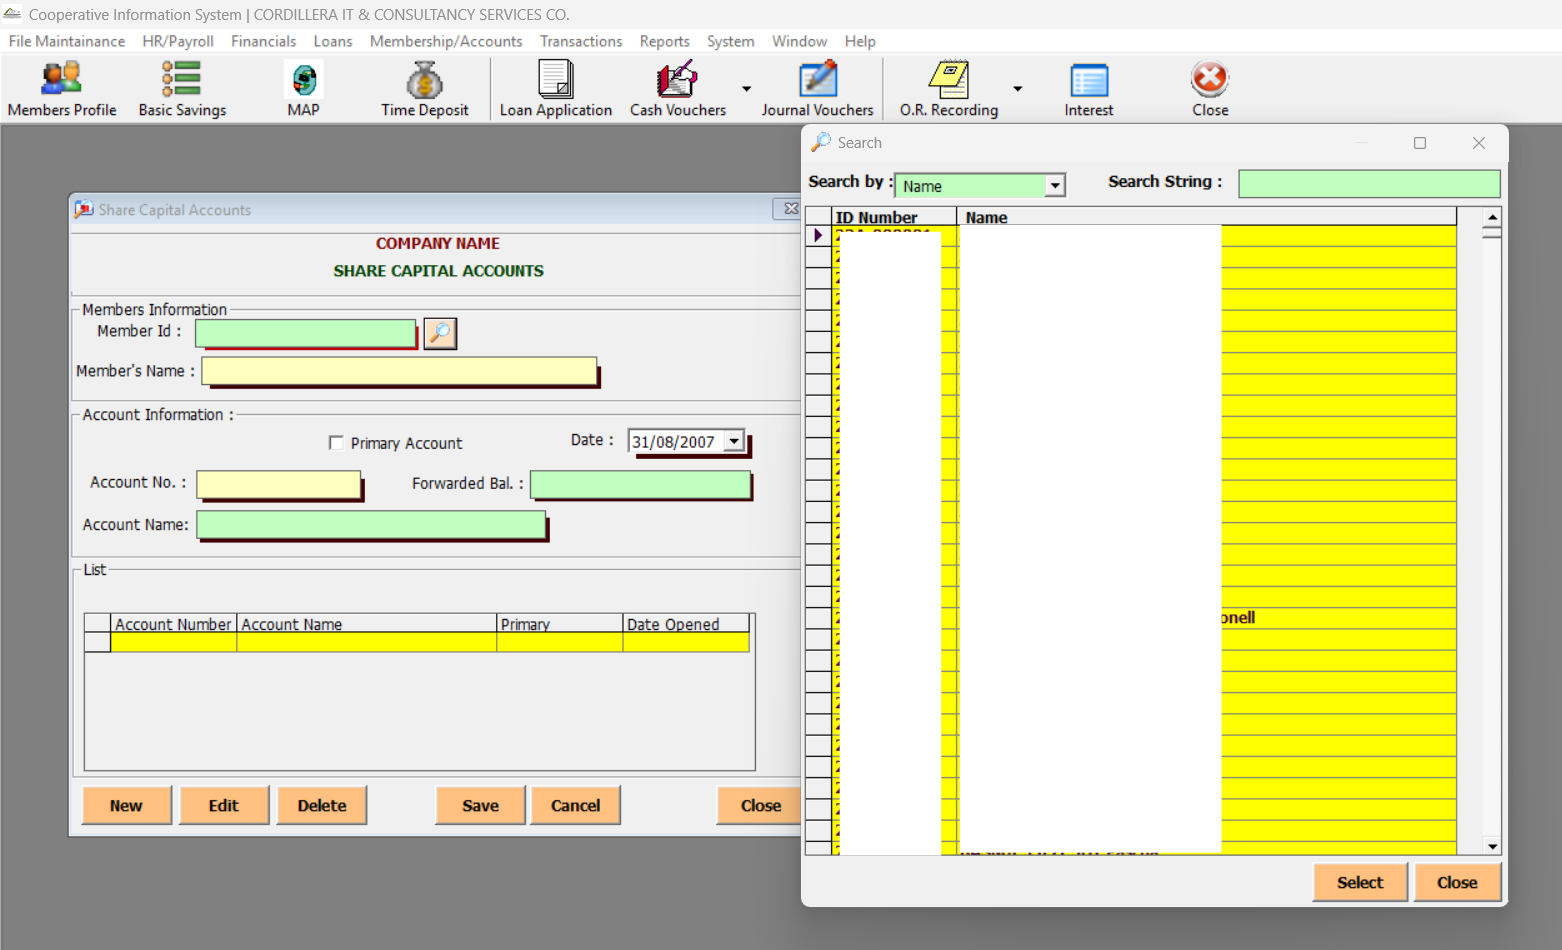 Cooperative Information System | CORDILLERA IT & CONSULTANCY SERVICES CO.
File Maintainance HR/Payroll Financials Loans Membership/Accounts Transactions Reports System Window Help
Members Profile Basic Savings MAP Time Deposit Loan Application Cash Vouchers Journal Vouchers O.R. Recording Interest Close
Share Capital Accounts
COMPANY NAME
SHARE CAPITAL ACCOUNTS
Members Information
Member Id :
Member's Name :
Account Information :
Primary Account
Date : 31/08/2007
Account No. :
Forwarded Bal. :
Account Name:
List
Account Number Account Name Primary Date Opened
New Edit Delete Save Cancel Close
Search
Search by : Name Search String :
ID Number Name
onell
Select Close